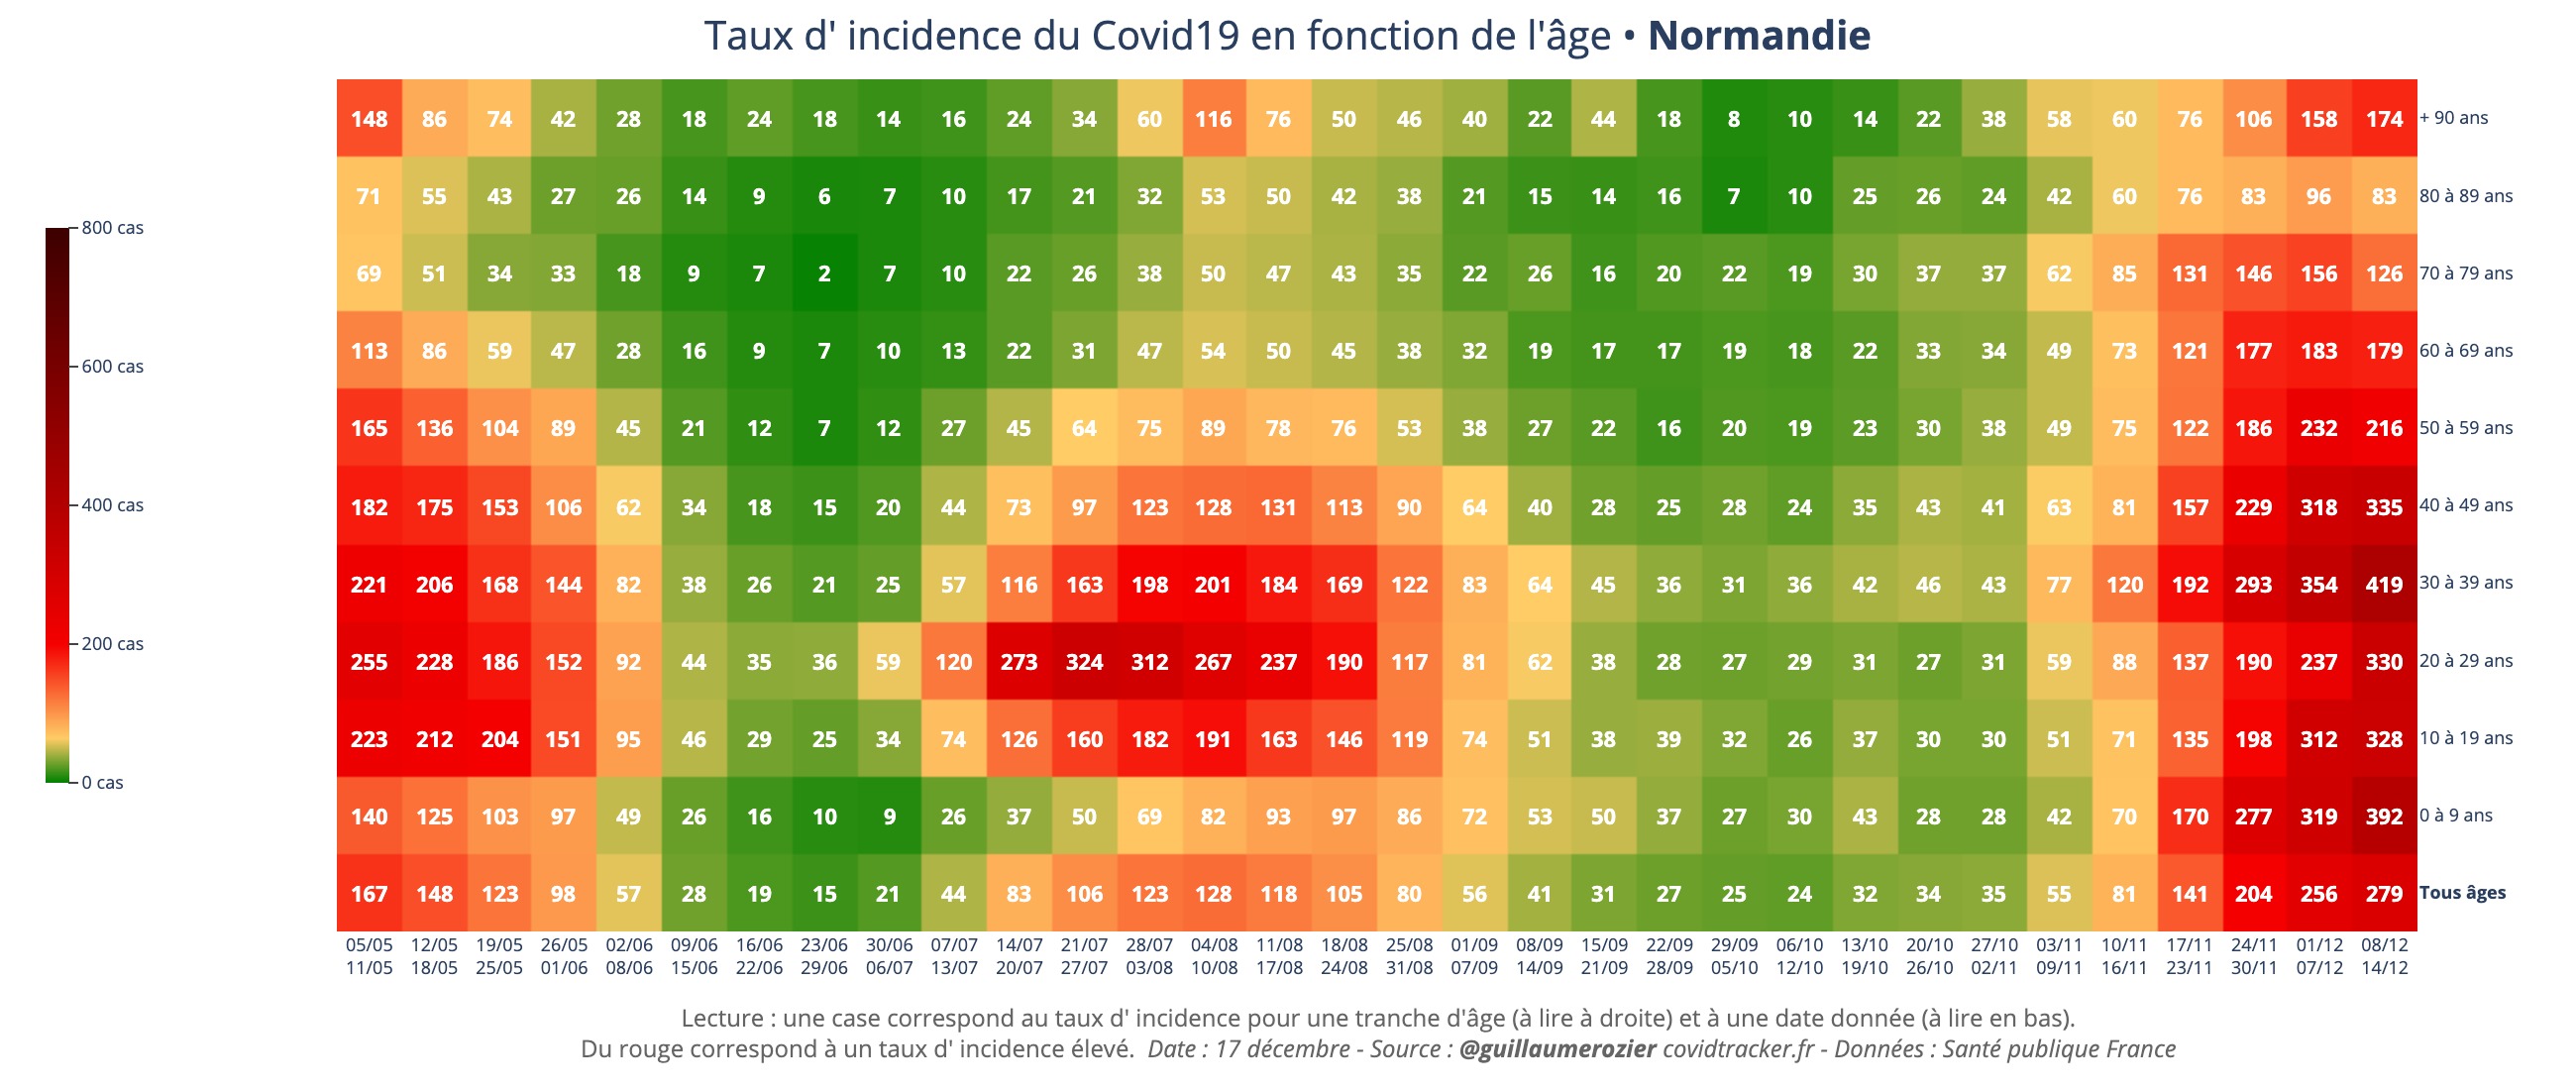 Taux d' incidence du Covid19 en fonction de l'âge • Normandie
800 cas
600 cas
400 cas
200 cas
0 cas
148 86 74 42 28 18 24 18 14 16 24 34 60 116 76 50 46 40 22 44 18 8 10 14 22 38 58 60 76 106 158 174 + 90 ans
71 55 43 27 26 14 9 6 7 10 17 21 32 53 50 42 38 21 15 14 16 7 10 25 26 24 42 60 76 83 96 83 80 à 89 ans
69 51 34 33 18 9 7 2 7 10 22 26 38 50 47 43 35 22 26 16 20 22 19 30 37 37 62 85 131 146 156 126 70 à 79 ans
113 86 59 47 28 16 9 7 10 13 22 31 47 54 50 45 38 32 19 17 17 19 18 22 33 34 49 73 121 177 183 179 60 à 69 ans
165 136 104 89 45 21 12 7 12 27 45 64 75 89 78 76 53 38 27 22 16 20 19 23 30 38 49 75 122 186 232 216 50 à 59 ans
182 175 153 106 62 34 18 15 20 44 73 97 123 128 131 113 90 64 40 28 25 28 24 35 43 41 63 81 157 229 318 335 40 à 49 ans
221 206 168 144 82 38 26 21 25 57 116 163 198 201 184 169 122 83 64 45 36 31 36 42 46 43 77 120 192 293 354 419 30 à 39 ans
255 228 186 152 92 44 35 36 59 120 273 324 312 267 237 190 117 81 62 38 28 27 29 31 27 31 59 88 137 190 237 330 20 à 29 ans
223 212 204 151 95 46 29 25 34 74 126 160 182 191 163 146 119 74 51 38 39 32 26 37 30 30 51 71 135 198 312 328 10 à 19 ans
140 125 103 97 49 26 16 10 9 26 37 50 69 82 93 97 86 72 53 50 37 27 30 43 28 28 42 70 170 277 319 392 0 à 9 ans
167 148 123 98 57 28 19 15 21 44 83 106 123 128 118 105 80 56 41 31 27 25 24 32 34 35 55 81 141 204 256 279 Tous âges
05/05 12/05 19/05 26/05 02/06 09/06 16/06 23/06 30/06 07/07 14/07 21/07 28/07 04/08 11/08 18/08 25/08 01/09 08/09 15/09 22/09 29/09 06/10 13/10 20/10 27/10 03/11 10/11 17/11 24/11 01/12 08/12
11/05 18/05 25/05 01/06 08/06 15/06 22/06 29/06 06/07 13/07 20/07 27/07 03/08 10/08 17/08 24/08 31/08 07/09 14/09 21/09 28/09 05/10 12/10 19/10 26/10 02/11 09/11 16/11 23/11 30/11 07/12 14/12
Lecture : une case correspond au taux d' incidence pour une tranche d'âge (à lire à droite) et à une date donnée (à lire en bas).
Du rouge correspond à un taux d' incidence élevé. Date : 17 décembre - Source : @guillaumerozier covidtracker.fr - Données : Santé publique France